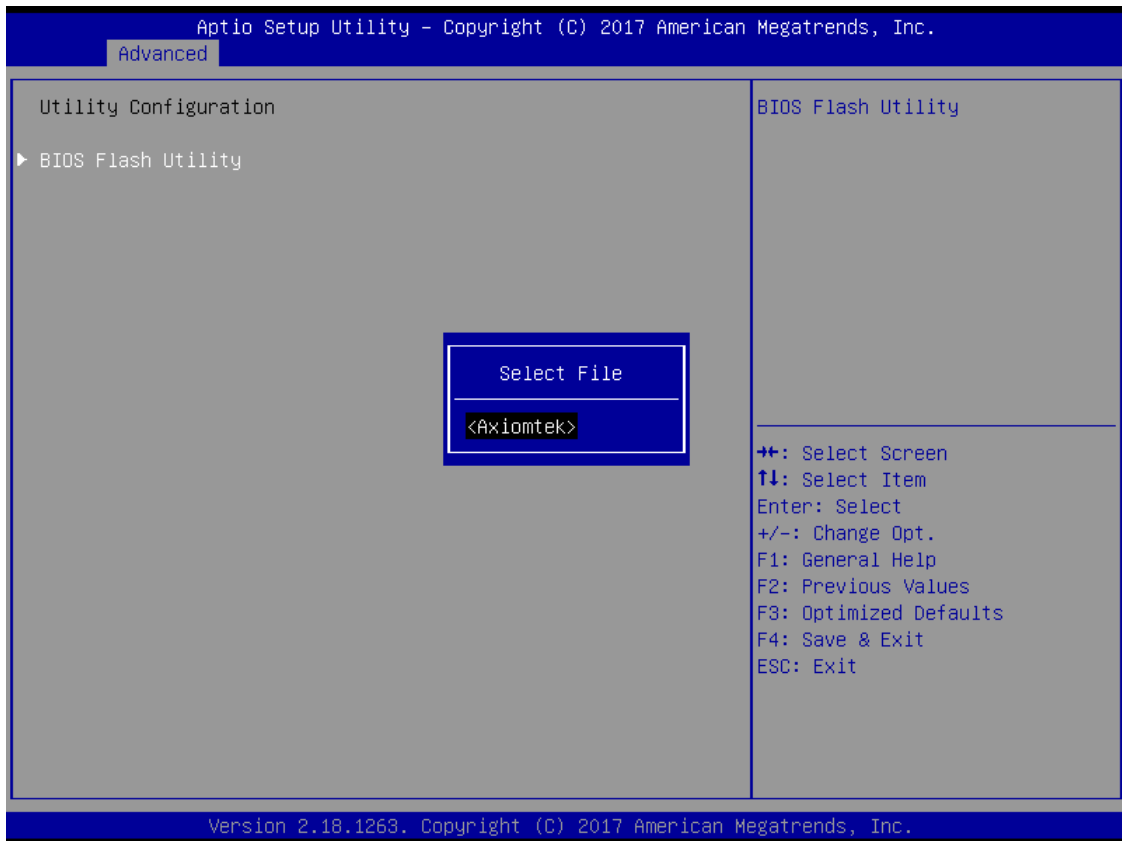 Aptio Setup Utility – Copyright (C) 2017 American Megatrends, Inc.
Advanced
Utility Configuration
▶ BIOS Flash Utility
BIOS Flash Utility
Select File
<Axiomtek>
→←: Select Screen
↑↓: Select Item
Enter: Select
+/-: Change Opt.
F1: General Help
F2: Previous Values
F3: Optimized Defaults
F4: Save & Exit
ESC: Exit
Version 2.18.1263. Copyright (C) 2017 American Megatrends, Inc.